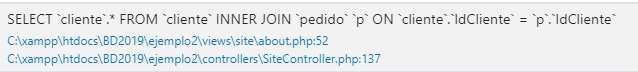 SELECT `cliente`.* FROM `cliente` INNER JOIN `pedido` `p` ON `cliente`.`IdCliente` = `p`.`IdCliente`
C:\xampp\htdocs\BD2019\ejemplo2\views\site\about.php:52
C:\xampp\htdocs\BD2019\ejemplo2\controllers\SiteController.php:137